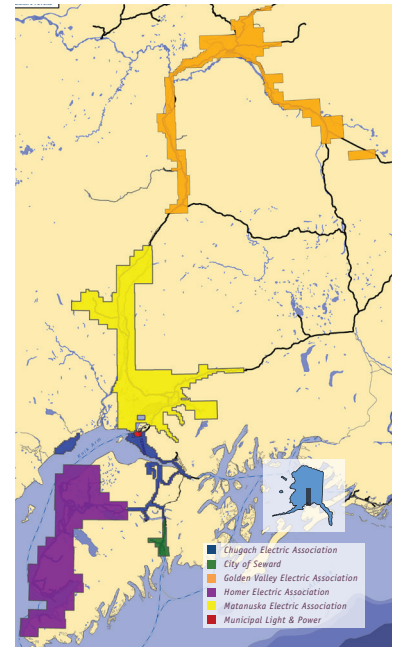 Chugach Electric Association
City of Seward
Golden Valley Electric Association
Homer Electric Association
Matanuska Electric Association
Municipal Light & Power